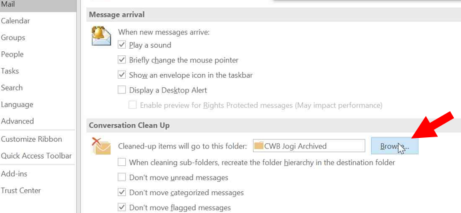 Mail
Calendar
Groups
People
Tasks
Search
Language
Advanced
Customize Ribbon
Quick Access Toolbar
Add-ins
Trust Center
Message arrival
When new messages arrive:
Play a sound
Briefly change the mouse pointer
Show an envelope icon in the taskbar
Display a Desktop Alert
Enable preview for Rights Protected messages (May impact performance)
Conversation Clean Up
Cleaned-up items will go to this folder: CWB Jogi Archived Browse...
When cleaning sub-folders, recreate the folder hierarchy in the destination folder
Don't move unread messages
Don't move categorized messages
Don't move flagged messages